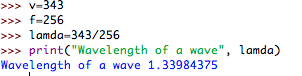 >>> v=343
>>> f=256
>>> lamda=343/256
>>> print("Wavelength of a wave", lamda)
Wavelength of a wave 1.33984375